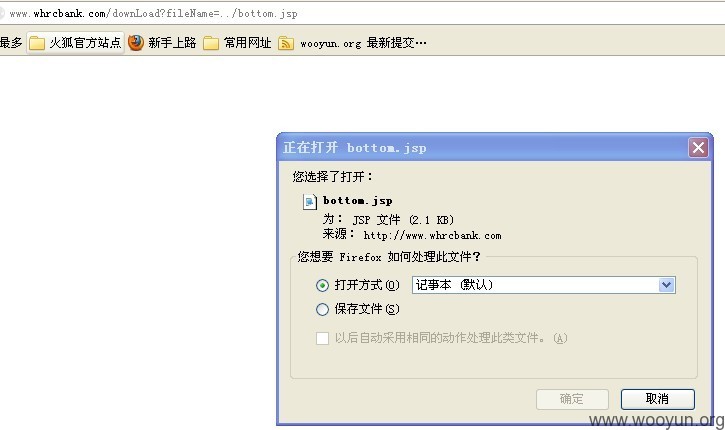 www.whrcbank.com/downLoad?fileName=../bottom.jsp
最多 火狐官方站点 新手上路 常用网址 wooyun.org 最新提交…
正在打开 bottom.jsp
您选择了打开：
bottom.jsp
为： JSP 文件 (2.1 KB)
来源： http://www.whrcbank.com
您想要 Firefox 如何处理此文件？
打开方式(O) 记事本 (默认)
保存文件(S)
以后自动采用相同的动作处理此类文件。(A)
确定 取消
www.wooyun.org